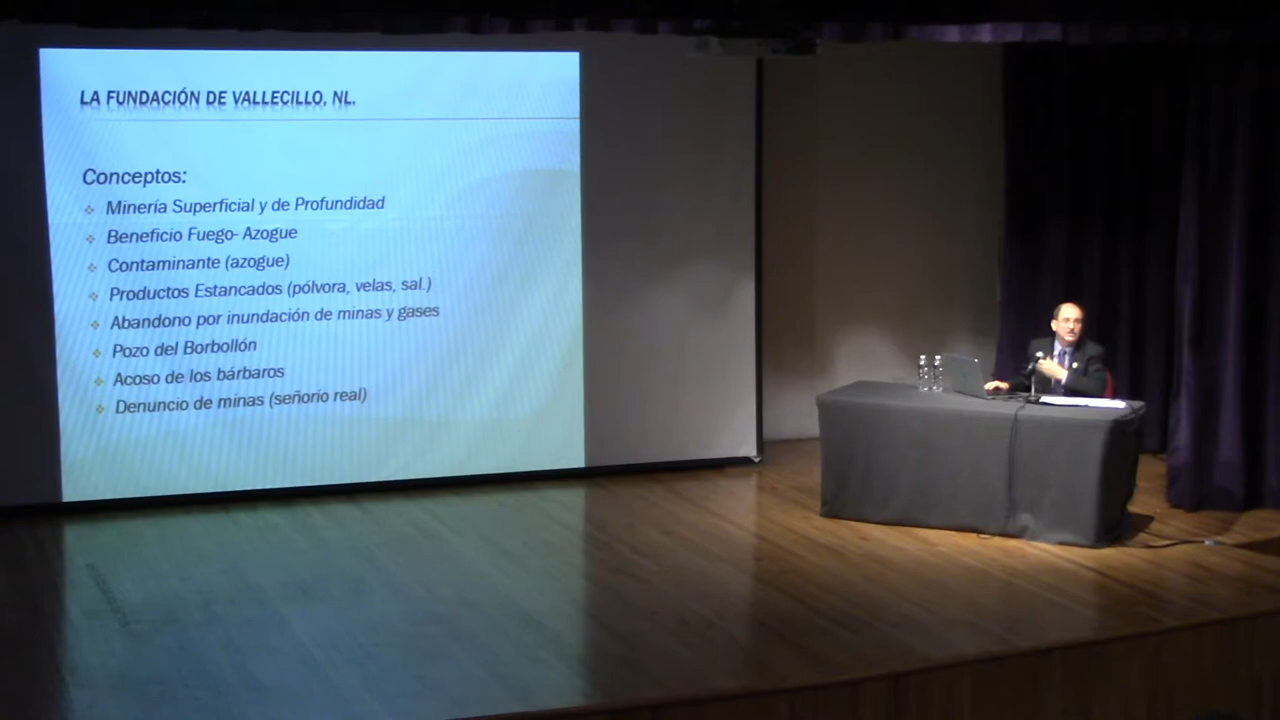 LA FUNDACIÓN DE VALLECILLO, NL.
Conceptos:
Minería Superficial y de Profundidad
Beneficio Fuego- Azogue
Contaminante (azogue)
Productos Estancados (pólvora, velas, sal.)
Abandono por inundación de minas y gases
Pozo del Borbollón
Acoso de los bárbaros
Denuncio de minas (señorío real)